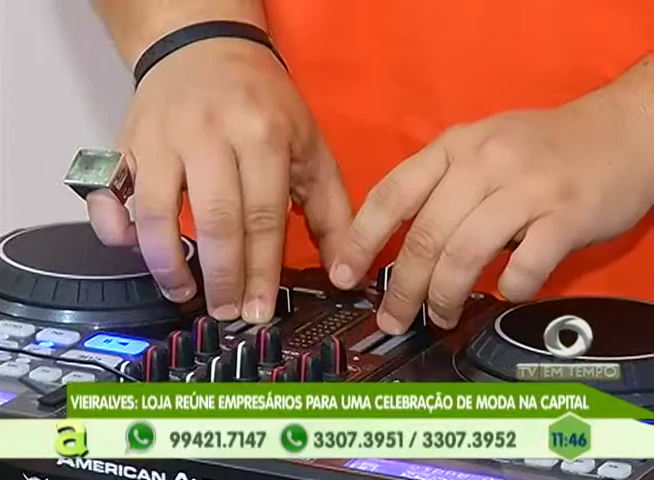 TV EM TEMPO
VIEIRALVES: LOJA REÚNE EMPRESÁRIOS PARA UMA CELEBRAÇÃO DE MODA NA CAPITAL
a 99421.7147 3307.3951 / 3307.3952 11:46
AMERICAN